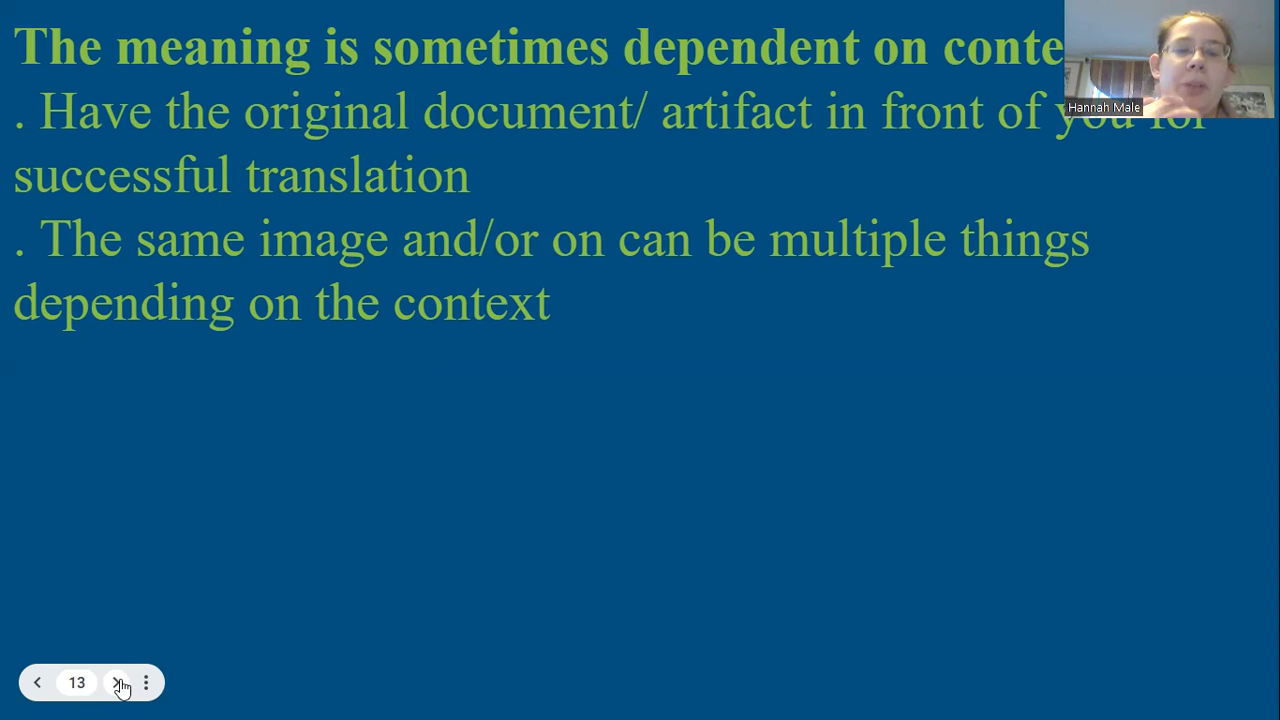 The meaning is sometimes dependent on conte
Hannah Male
. Have the original document/ artifact in front of you for
successful translation
. The same image and/or on can be multiple things
depending on the context
13